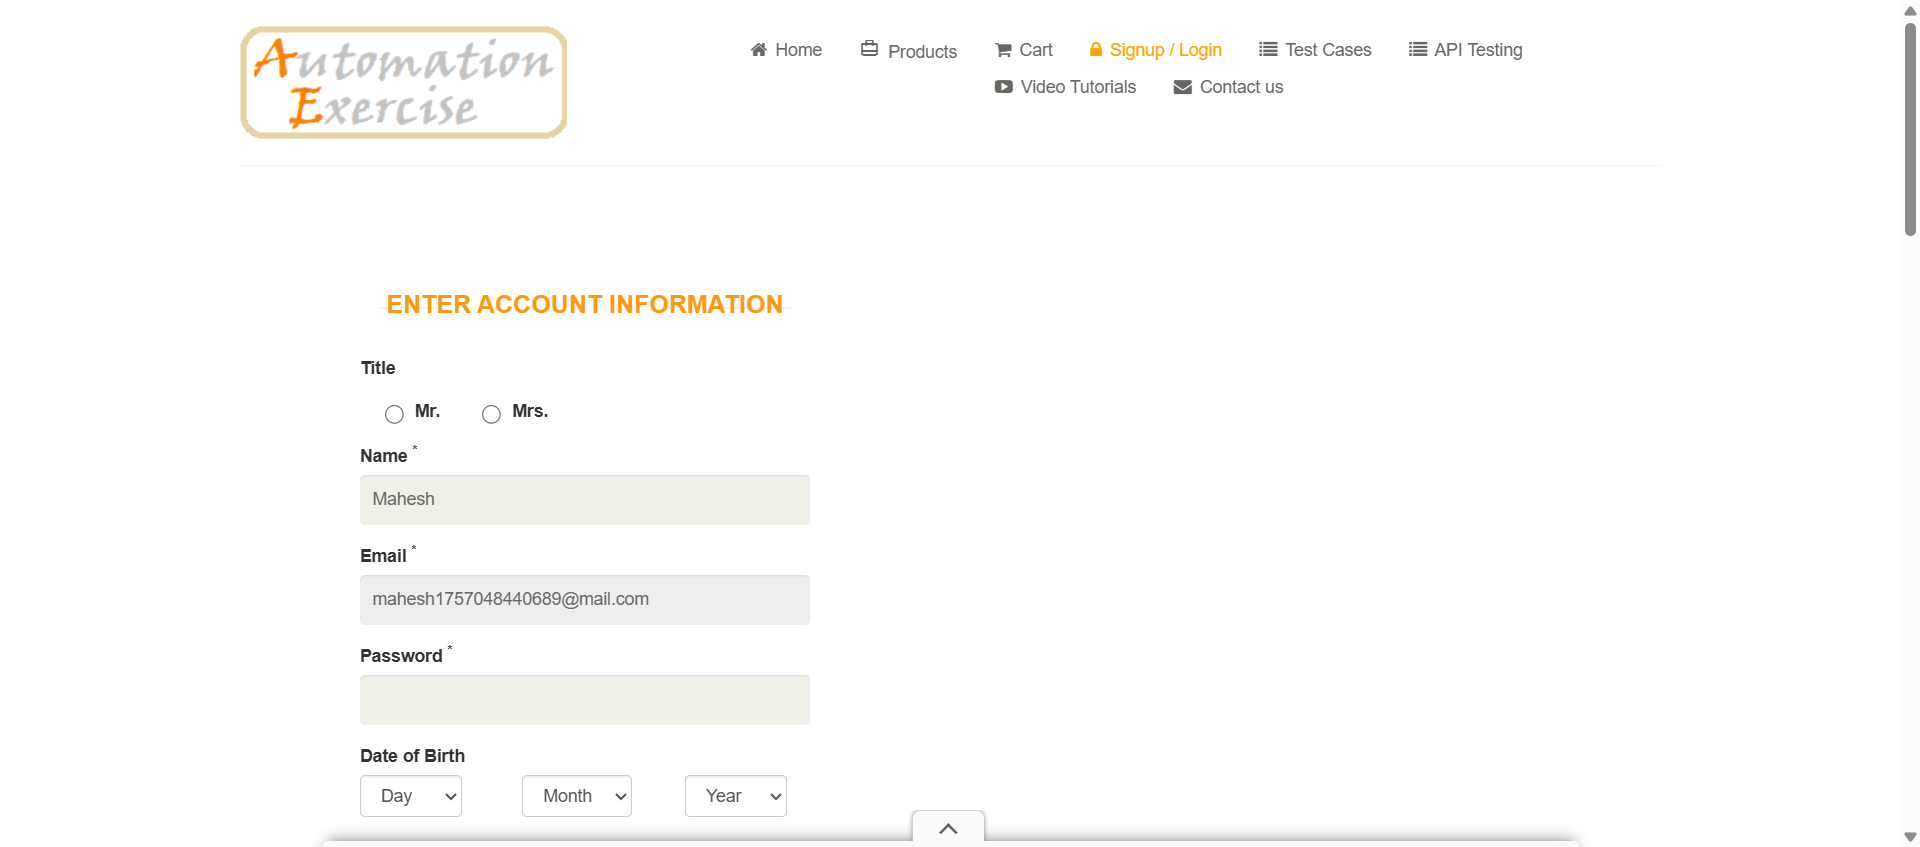 Automation
Exercise
Home Products Cart Signup / Login Test Cases API Testing
Video Tutorials Contact us
ENTER ACCOUNT INFORMATION
Title
Mr. Mrs.
Name *
Mahesh
Email *
mahesh1757048440689@mail.com
Password *
Date of Birth
Day Month Year